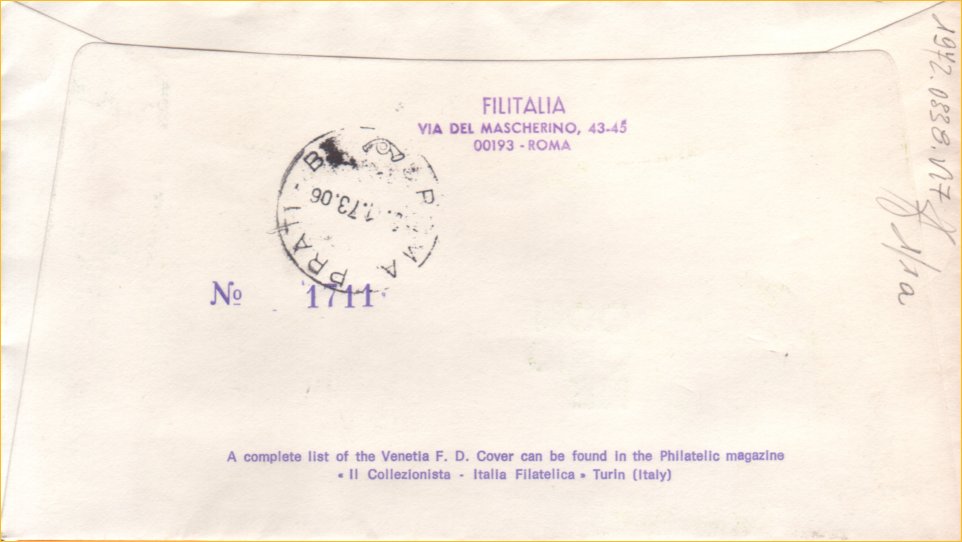 FILITALIA
VIA DEL MASCHERINO, 43-45
00193 - ROMA
PRATI - ROMA
.73.06
Nº 1711
A complete list of the Venetia F. D. Cover can be found in the Philatelic magazine
« Il Collezionista - Italia Filatelica » Turin (Italy)